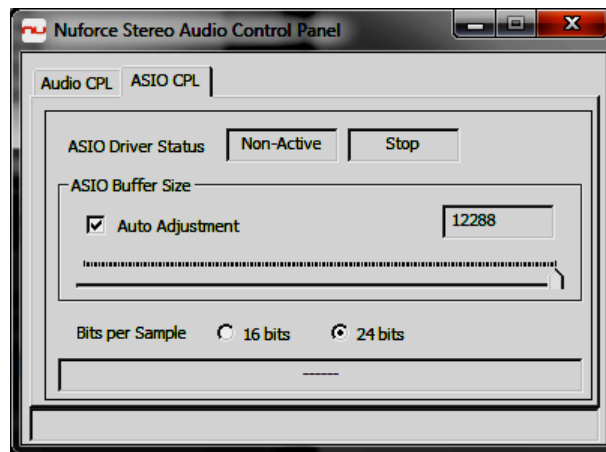 nu Nuforce Stereo Audio Control Panel
Audio CPL ASIO CPL
ASIO Driver Status Non-Active Stop
ASIO Buffer Size
Auto Adjustment 12288
Bits per Sample 16 bits 24 bits
------